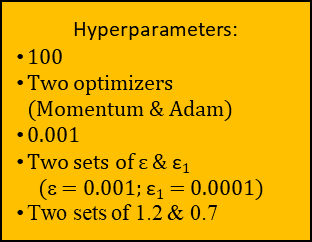 Hyperparameters:
• 100
• Two optimizers
(Momentum & Adam)
• 0.001
• Two sets of ε & ε₁
(ε = 0.001; ε₁ = 0.0001)
• Two sets of 1.2 & 0.7